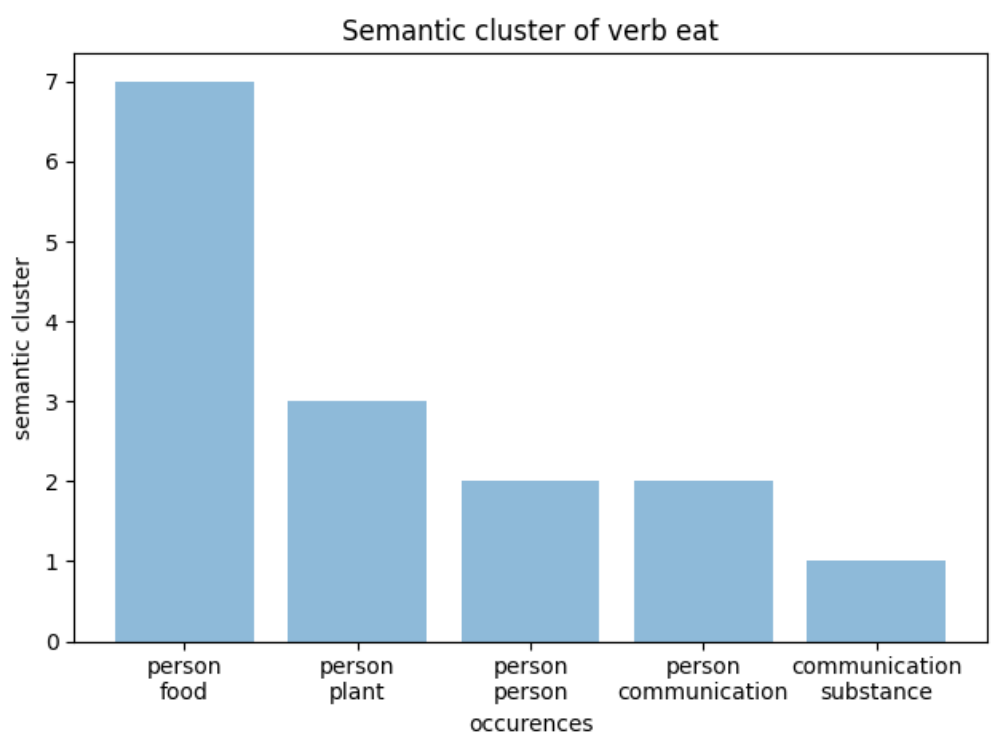 Semantic cluster of verb eat
semantic cluster
7
6
5
4
3
2
1
0
person food
person plant
person person
person communication
communication substance
occurences